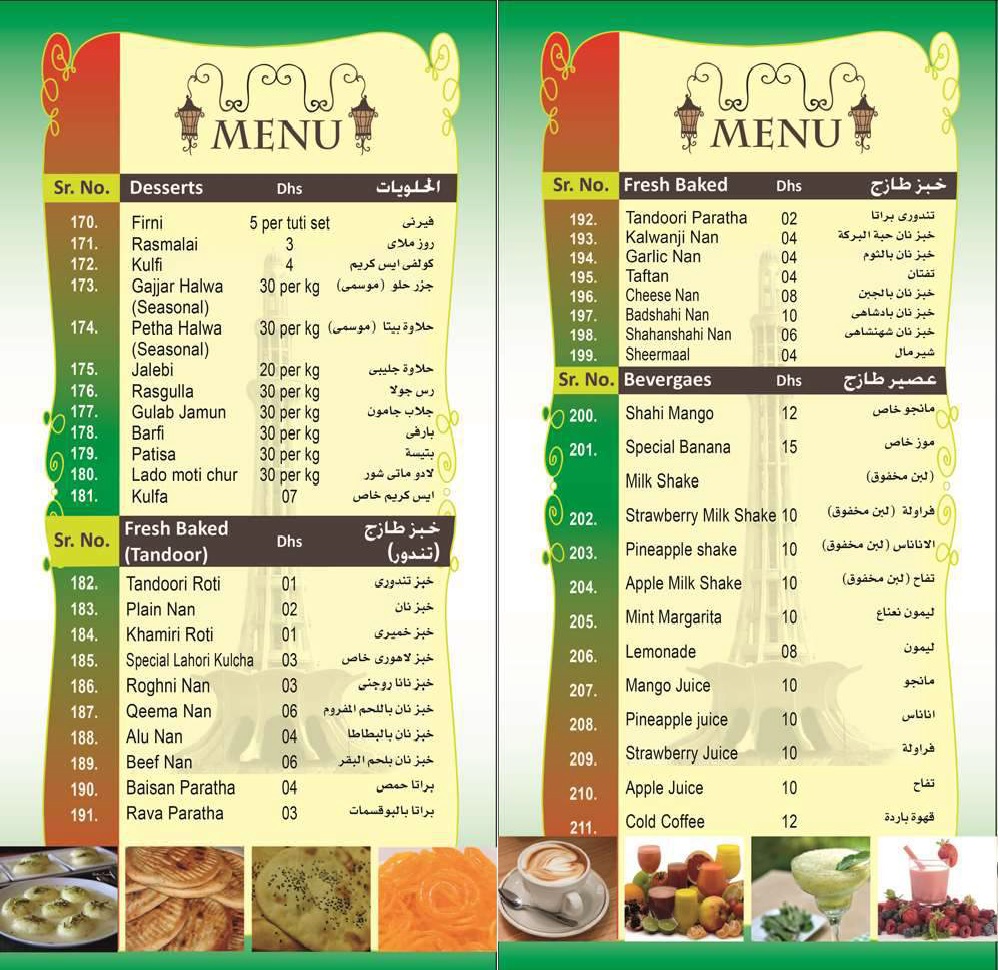 MENU
Sr. No. Desserts Dhs الحلويات
170. Firni 5 per tuti set فيرنى
171. Rasmalai 3 روز ملاى
172. Kulfi 4 كولفى ايس كريم
173. Gajjar Halwa 30 per kg جزر حلو (موسمى)
(Seasonal)
174. Petha Halwa 30 per kg حلاوة بيتا (موسمى)
(Seasonal)
175. Jalebi 20 per kg حلاوة جليبى
176. Rasgulla 30 per kg رس جولا
177. Gulab Jamun 30 per kg جلاب جامون
178. Barfi 30 per kg بارفى
179. Patisa 30 per kg بتيسة
180. Lado moti chur 30 per kg لادو ماتى شور
181. Kulfa 07 ايس كريم خاص
Sr. No. Fresh Baked (Tandoor) Dhs خبز طازج (تندور)
182. Tandoori Roti 01 خبز تندوري
183. Plain Nan 02 خبز نان
184. Khamiri Roti 01 خبز خميري
185. Special Lahori Kulcha 03 خبز لاهورى خاص
186. Roghni Nan 03 خبز نانا روجنى
187. Qeema Nan 06 خبز نان باللحم المفروم
188. Alu Nan 04 خبز نان بالبطاطا
189. Beef Nan 06 خبز نان بلحم البقر
190. Baisan Paratha 04 براتا حمص
191. Rava Paratha 03 براتا بالبوقسمات
MENU
Sr. No. Fresh Baked Dhs خبز طازج
192. Tandoori Paratha 02 تندورى براتا
193. Kalwanji Nan 04 خبز نان حبة البركة
194. Garlic Nan 04 خبز نان بالثوم
195. Taftan 04 تفتان
196. Cheese Nan 08 خبز نان بالجبن
197. Badshahi Nan 10 خبز نان بادشاهى
198. Shahanshahi Nan 06 خبز نان شهنشاهى
199. Sheermaal 04 شيرمال
Sr. No. Bevergaes Dhs عصير طازج
200. Shahi Mango 12 مانجو خاص
201. Special Banana 15 موز خاص
Milk Shake (لبن مخفوق)
202. Strawberry Milk Shake 10 فراولة (لبن مخفوق)
203. Pineapple shake 10 الاناناس (لبن مخفوق)
204. Apple Milk Shake 10 تفاح (لبن مخفوق)
205. Mint Margarita 10 ليمون نعناع
206. Lemonade 08 ليمون
207. Mango Juice 10 مانجو
208. Pineapple juice 10 اناناس
209. Strawberry Juice 10 فراولة
210. Apple Juice 10 تفاح
211. Cold Coffee 12 قهوة باردة